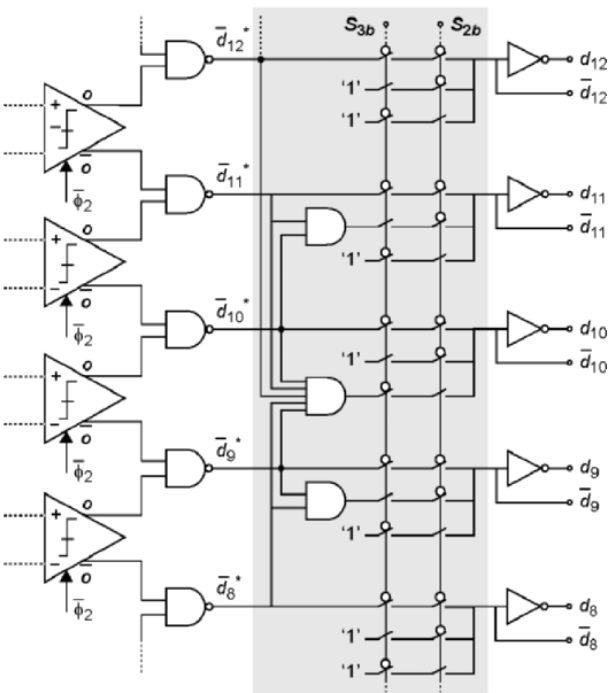 S3b S2b
d̅12* d12
'1' d̅12
'1'
o
+
−
o̅
ϕ̅2 d̅11* d11
d̅11
+ o
'1'
−
o̅
ϕ̅2 d̅10* d10
'1' d̅10
o
+
−
o̅
ϕ̅2 d̅9* d9
d̅9
o
+ '1'
−
o̅
ϕ̅2 d̅8* d8
'1' d̅8
'1'